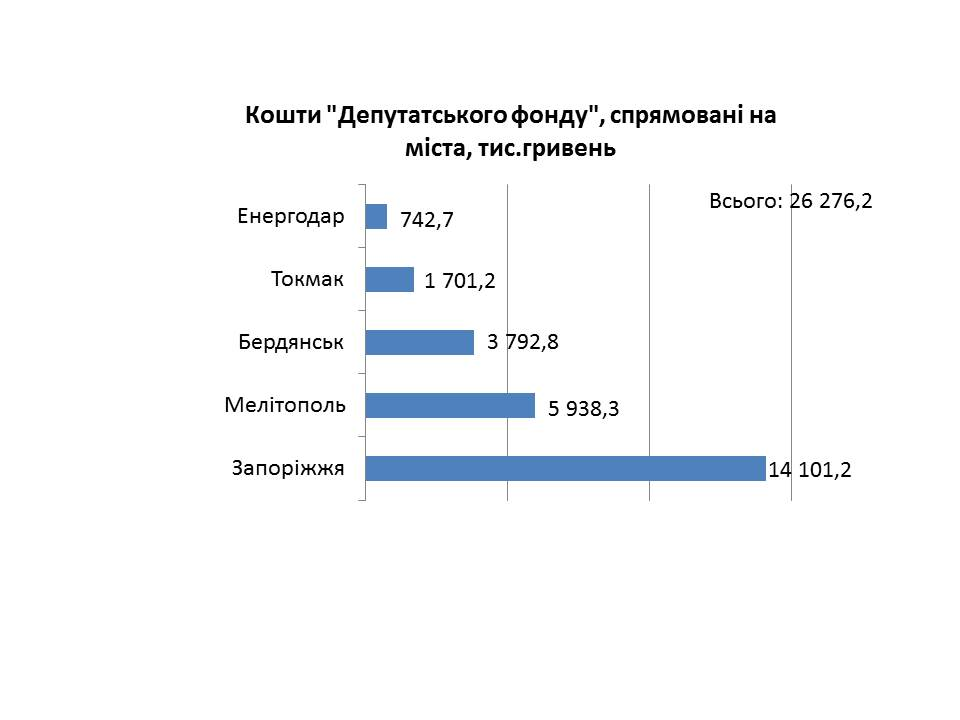 Кошти "Депутатського фонду", спрямовані на
міста, тис.гривень
Всього: 26 276,2
Енергодар 742,7
Токмак 1 701,2
Бердянськ 3 792,8
Мелітополь 5 938,3
Запоріжжя 14 101,2